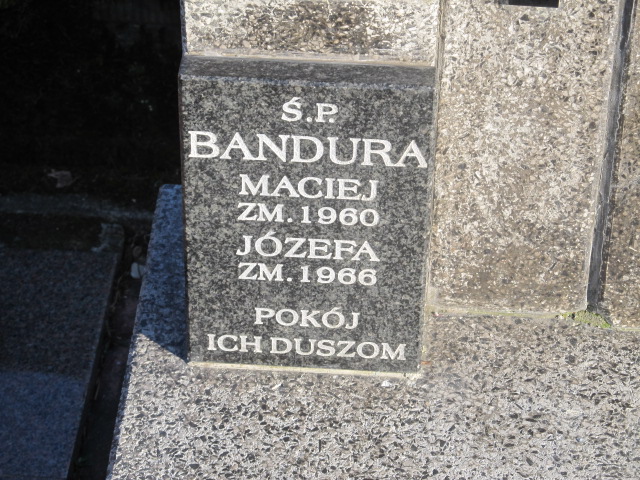 Ś.P.
BANDURA
MACIEJ
ZM. 1960
JÓZEFA
ZM. 1966
POKÓJ
ICH DUSZOM